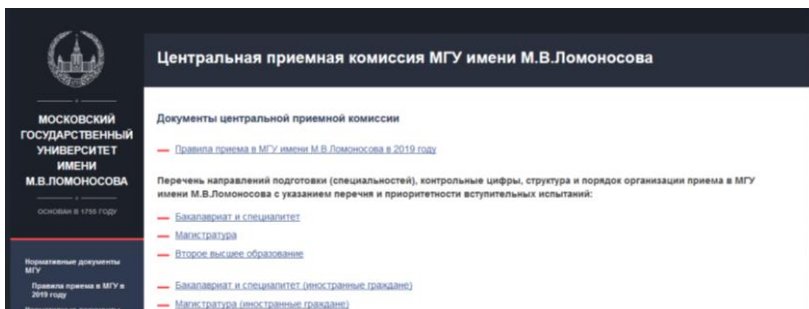 Центральная приемная комиссия МГУ имени М.В.Ломоносова
МОСКОВСКИЙ
ГОСУДАРСТВЕННЫЙ
УНИВЕРСИТЕТ
ИМЕНИ
М.В.ЛОМОНОСОВА
ОСНОВАН В 1755 ГОДУ
Нормативные документы
МГУ
Правила приема в МГУ в
2019 году
Документы центральной приемной комиссии
Правила приема в МГУ имени М.В.Ломоносова в 2019 году
Перечень направлений подготовки (специальностей), контрольные цифры, структура и порядок организации приема в МГУ
имени М.В.Ломоносова с указанием перечня и приоритетности вступительных испытаний:
Бакалавриат и специалитет
Магистратура
Второе высшее образование
Бакалавриат и специалитет (иностранные граждане)
Магистратура (иностранные граждане)